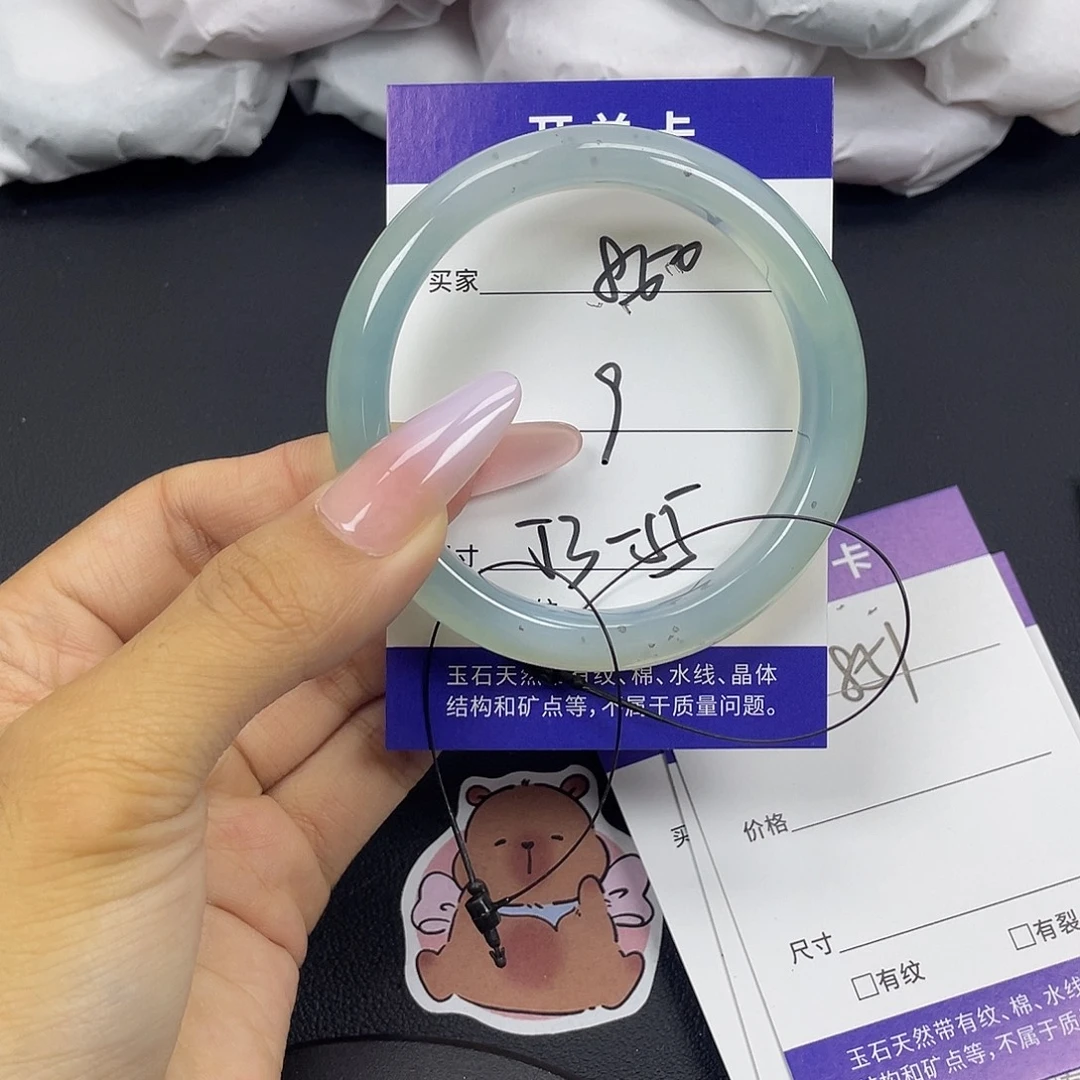 开单卡
买家
9
寸
玉石天然带有纹、棉、水线、晶体
结构和矿点等，不属于质量问题。
卡
851
买
价格
尺寸
□有纹 □有裂
玉石天然带有纹、棉、水线
结构和矿点等，不属于质